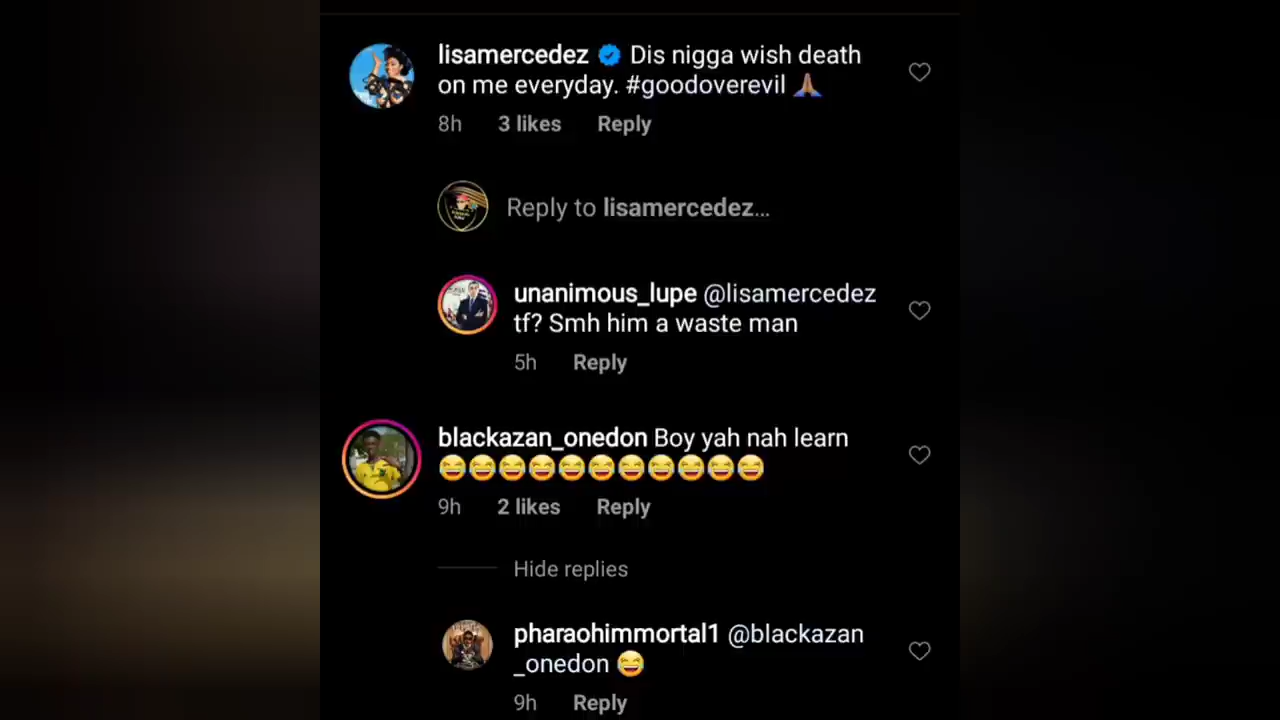 lisamercedez Dis nigga wish death
on me everyday. #goodoverevil 🙏🏽
8h 3 likes Reply
Reply to lisamercedez...
unanimous_lupe @lisamercedez
tf? Smh him a waste man
5h Reply
blackazan_onedon Boy yah nah learn
😂😂😂😂😂😂😂😂😂😂😂
9h 2 likes Reply
Hide replies
pharaohimmortal1 @blackazan
_onedon 😂
9h Reply